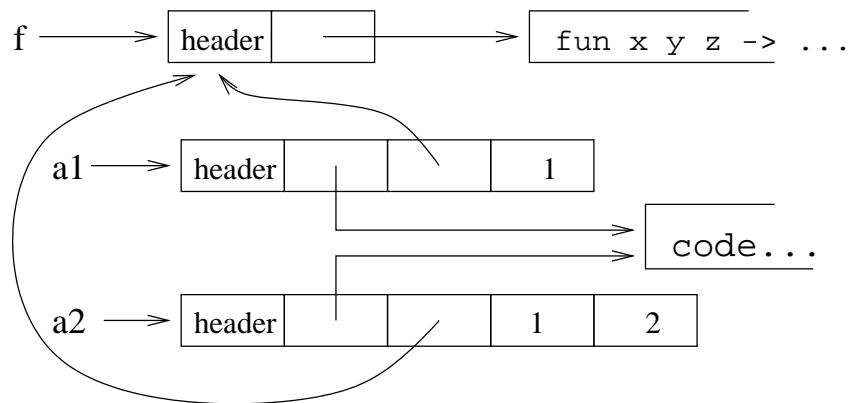 f header fun x y z -> ...
a1 header 1
code...
a2 header 1 2